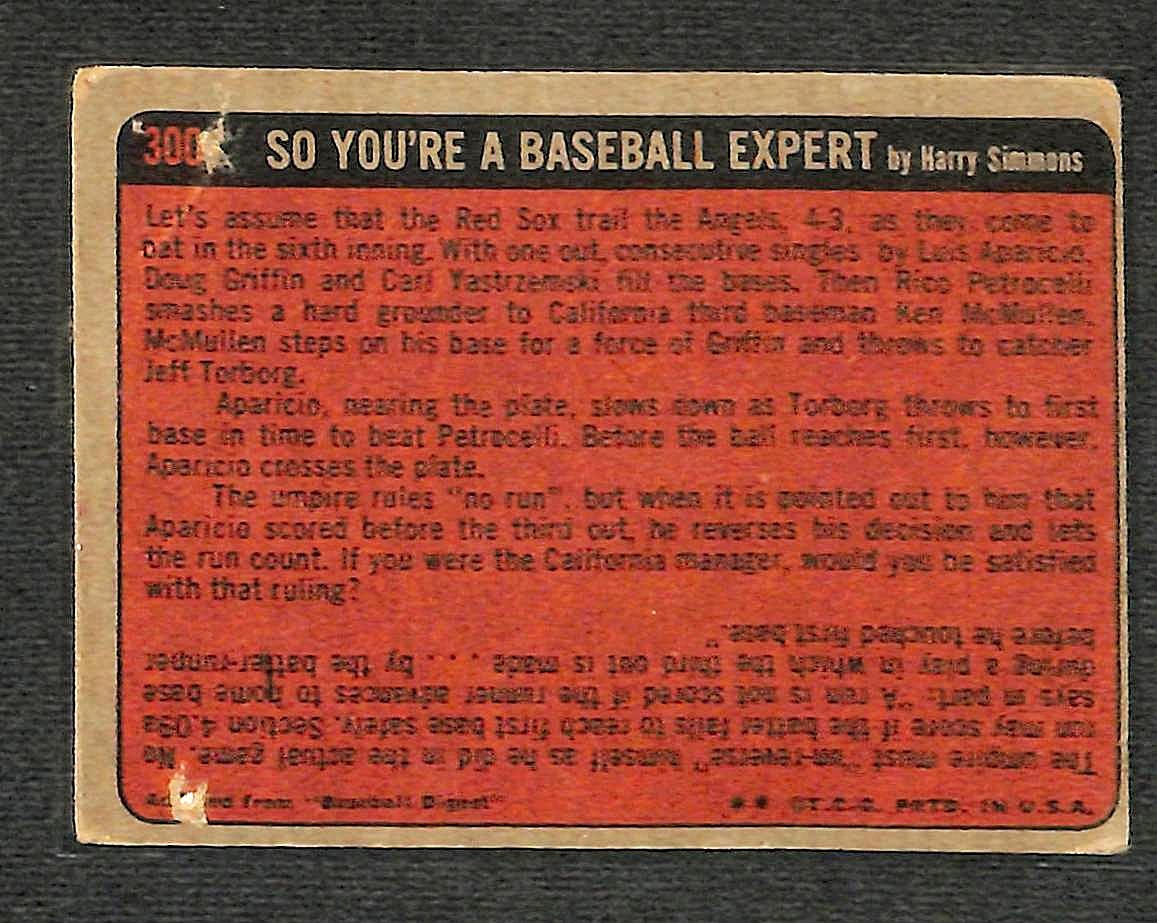 300 SO YOU'RE A BASEBALL EXPERT by Harry Simmons
Let's assume that the Red Sox trail the Angels, 4-3, as they come to
bat in the sixth inning. With one out, consecutive singles by Luis Aparicio,
Doug Griffin and Carl Yastrzemski fill the bases. Then Rico Petrocelli
smashes a hard grounder to California third baseman Ken McMullen.
McMullen steps on his base for a force of Griffin and throws to catcher
Jeff Torborg.
Aparicio, nearing the plate, slows down as Torborg throws to first
base in time to beat Petrocelli. Before the ball reaches first, however,
Aparicio crosses the plate.
The umpire rules "no run", but when it is pointed out to him that
Aparicio scored before the third out, he reverses his decision and lets
the run count. If you were the California manager, would you be satisfied
with that ruling?
The umpire must "un-reverse" himself as he did in the actual game. No
run may score if the batter fails to reach first base safely. Section 4.09a
says in part: "A run is not scored if the runner advances to home base
during a play in which the third out is made . . . by the batter-runner
before he touched first base."
from "Baseball Digest" ** ©T.C.G. PRTD. IN U.S.A.